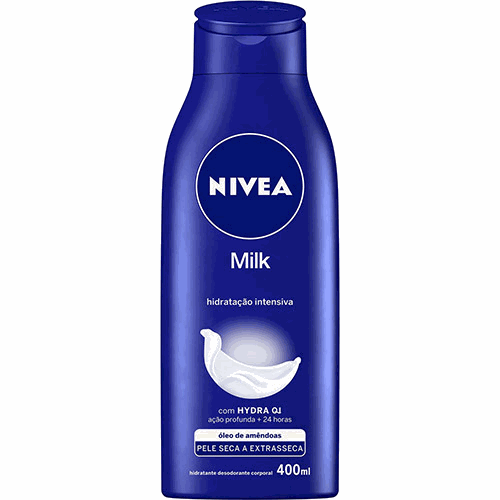 NIVEA
Milk
hidratação intensiva
com HYDRA QI
ação profunda + 24 horas
óleo de amêndoas
PELE SECA A EXTRASSECA
hidratante desodorante corporal 400ml